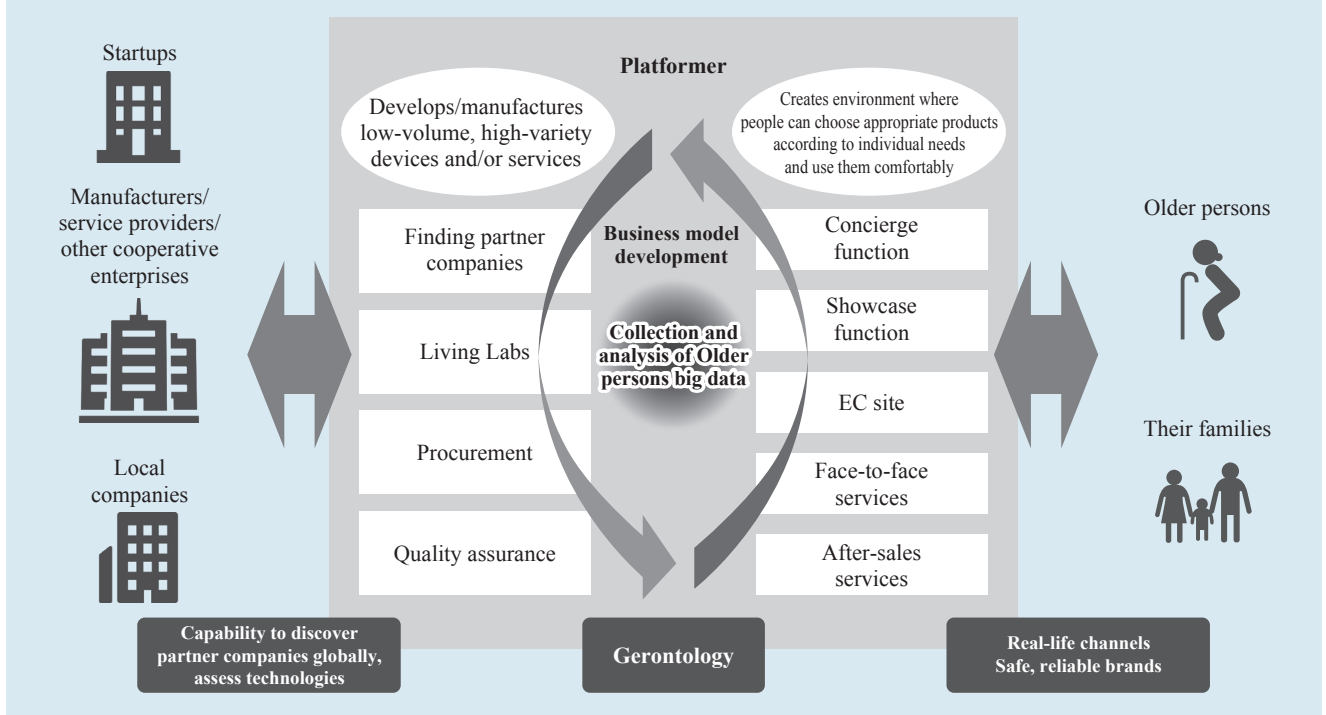 Startups
Manufacturers/
service providers/
other cooperative
enterprises
Local
companies
Platformer
Develops/manufactures
low-volume, high-variety
devices and/or services
Finding partner
companies
Living Labs
Procurement
Quality assurance
Business model
development
Collection and
analysis of Older
persons big data
Creates environment where
people can choose appropriate products
according to individual needs
and use them comfortably
Concierge
function
Showcase
function
EC site
Face-to-face
services
After-sales
services
Older persons
Their families
Capability to discover
partner companies globally,
assess technologies
Gerontology
Real-life channels
Safe, reliable brands